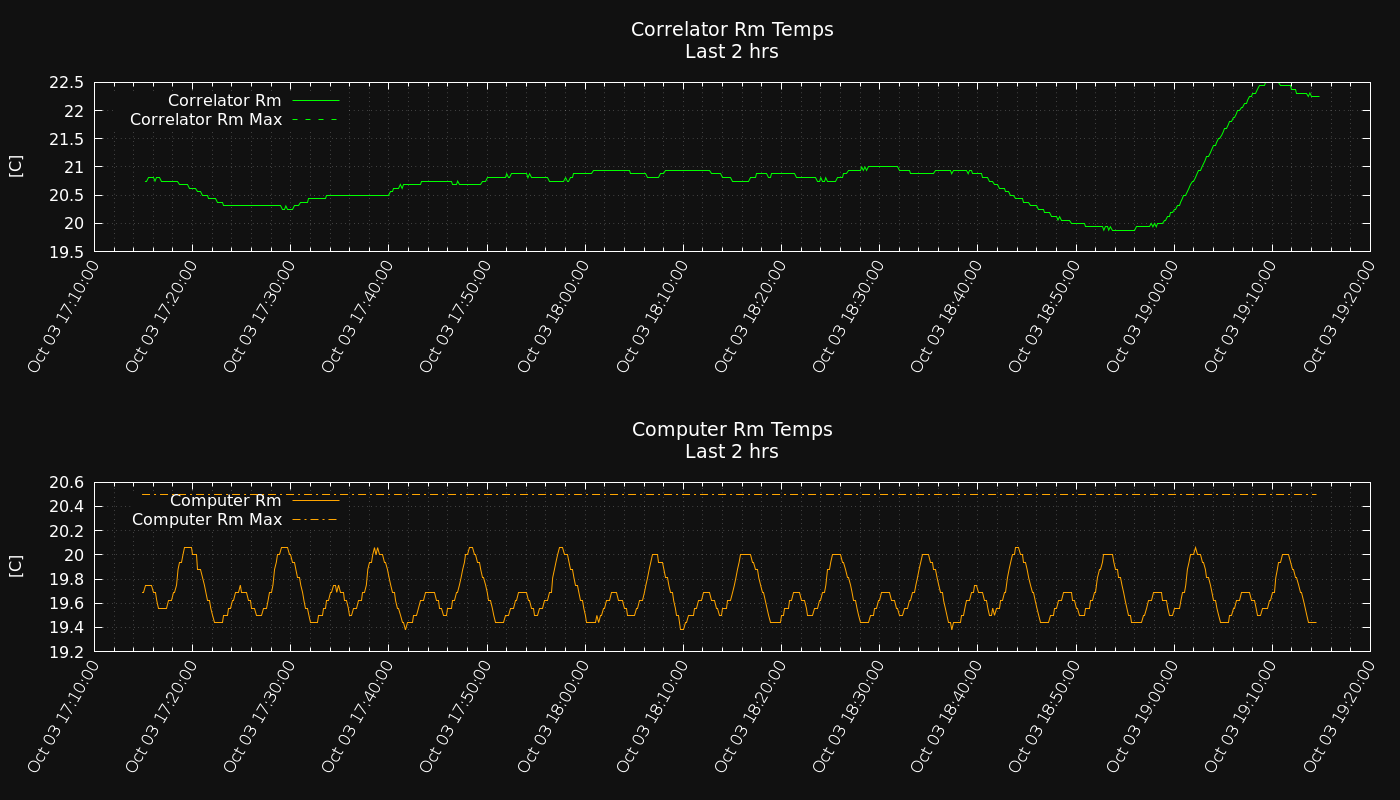 Correlator Rm Temps
Last 2 hrs
22.5
22
21.5
21
20.5
20
19.5
[C]
Correlator Rm
Correlator Rm Max
Oct 03 17:10:00
Oct 03 17:20:00
Oct 03 17:30:00
Oct 03 17:40:00
Oct 03 17:50:00
Oct 03 18:00:00
Oct 03 18:10:00
Oct 03 18:20:00
Oct 03 18:30:00
Oct 03 18:40:00
Oct 03 18:50:00
Oct 03 19:00:00
Oct 03 19:10:00
Oct 03 19:20:00
Computer Rm Temps
Last 2 hrs
20.6
20.4
20.2
20
19.8
19.6
19.4
19.2
[C]
Computer Rm
Computer Rm Max
Oct 03 17:10:00
Oct 03 17:20:00
Oct 03 17:30:00
Oct 03 17:40:00
Oct 03 17:50:00
Oct 03 18:00:00
Oct 03 18:10:00
Oct 03 18:20:00
Oct 03 18:30:00
Oct 03 18:40:00
Oct 03 18:50:00
Oct 03 19:00:00
Oct 03 19:10:00
Oct 03 19:20:00